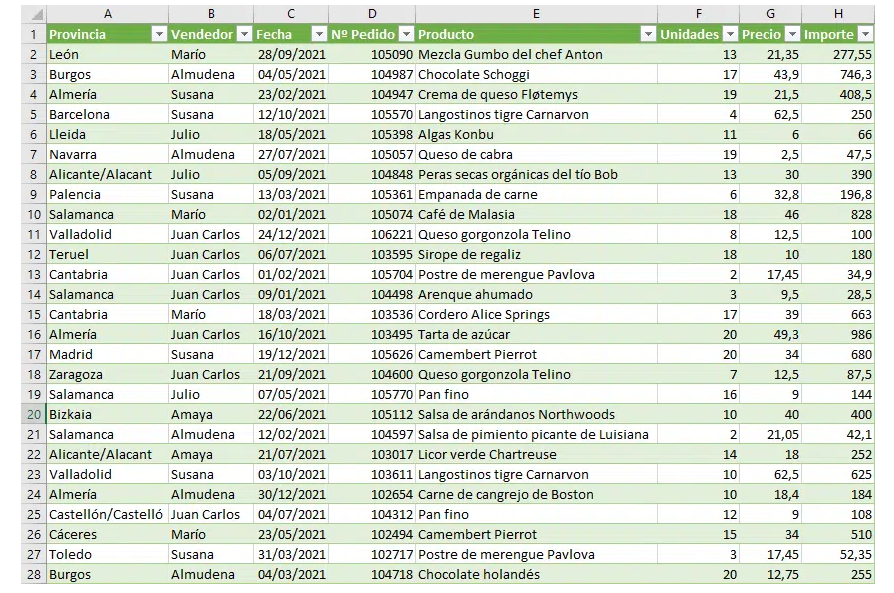 A B C D E F G H
1 Provincia Vendedor Fecha Nº Pedido Producto Unidades Precio Importe
2 León Marío 28/09/2021 105090 Mezcla Gumbo del chef Anton 13 21,35 277,55
3 Burgos Almudena 04/05/2021 104987 Chocolate Schoggi 17 43,9 746,3
4 Almería Susana 23/02/2021 104947 Crema de queso Fløtemys 19 21,5 408,5
5 Barcelona Susana 12/10/2021 105570 Langostinos tigre Carnarvon 4 62,5 250
6 Lleida Julio 18/05/2021 105398 Algas Konbu 11 6 66
7 Navarra Almudena 27/07/2021 105057 Queso de cabra 19 2,5 47,5
8 Alicante/Alacant Julio 05/09/2021 104848 Peras secas orgánicas del tío Bob 13 30 390
9 Palencia Susana 13/03/2021 105361 Empanada de carne 6 32,8 196,8
10 Salamanca Marío 02/01/2021 105074 Café de Malasia 18 46 828
11 Valladolid Juan Carlos 24/12/2021 106221 Queso gorgonzola Telino 8 12,5 100
12 Teruel Juan Carlos 06/07/2021 103595 Sirope de regaliz 18 10 180
13 Cantabria Juan Carlos 01/02/2021 105704 Postre de merengue Pavlova 2 17,45 34,9
14 Salamanca Juan Carlos 09/01/2021 104498 Arenque ahumado 3 9,5 28,5
15 Cantabria Marío 18/03/2021 103536 Cordero Alice Springs 17 39 663
16 Almería Juan Carlos 16/10/2021 103495 Tarta de azúcar 20 49,3 986
17 Madrid Susana 19/12/2021 105626 Camembert Pierrot 20 34 680
18 Zaragoza Juan Carlos 21/09/2021 104600 Queso gorgonzola Telino 7 12,5 87,5
19 Salamanca Julio 07/05/2021 105770 Pan fino 16 9 144
20 Bizkaia Amaya 22/06/2021 105112 Salsa de arándanos Northwoods 10 40 400
21 Salamanca Almudena 12/02/2021 104597 Salsa de pimiento picante de Luisiana 2 21,05 42,1
22 Alicante/Alacant Amaya 21/07/2021 103017 Licor verde Chartreuse 14 18 252
23 Valladolid Susana 03/10/2021 103611 Langostinos tigre Carnarvon 10 62,5 625
24 Almería Almudena 30/12/2021 102654 Carne de cangrejo de Boston 10 18,4 184
25 Castellón/Castelló Juan Carlos 04/07/2021 104312 Pan fino 12 9 108
26 Cáceres Marío 23/05/2021 102494 Camembert Pierrot 15 34 510
27 Toledo Susana 31/03/2021 102717 Postre de merengue Pavlova 3 17,45 52,35
28 Burgos Almudena 04/03/2021 104718 Chocolate holandés 20 12,75 255